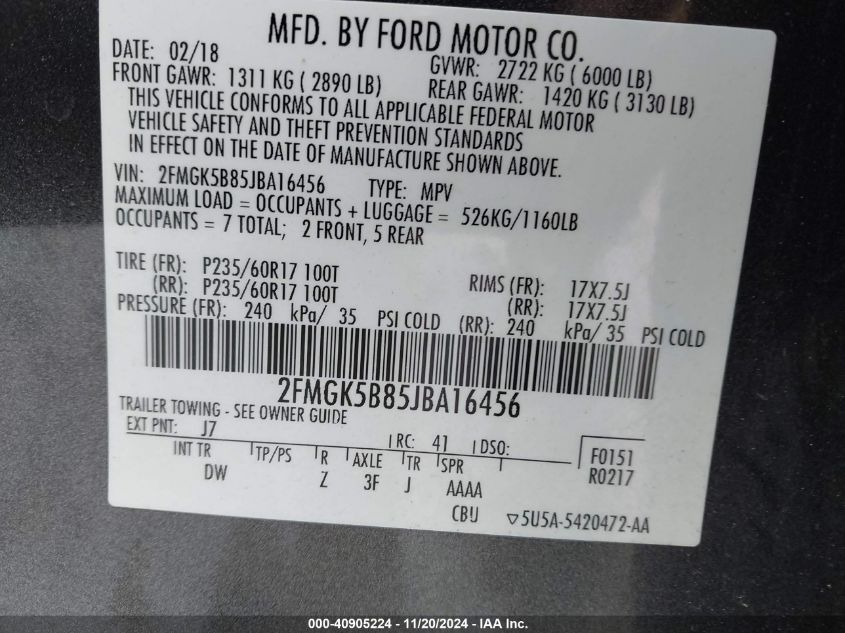 MFD. BY FORD MOTOR CO.
DATE: 02/18 GVWR: 2722 KG ( 6000 LB)
FRONT GAWR: 1311 KG ( 2890 LB) REAR GAWR: 1420 KG ( 3130 LB)
THIS VEHICLE CONFORMS TO ALL APPLICABLE FEDERAL MOTOR
VEHICLE SAFETY AND THEFT PREVENTION STANDARDS
IN EFFECT ON THE DATE OF MANUFACTURE SHOWN ABOVE.
VIN: 2FMGK5B85JBA16456 TYPE: MPV
MAXIMUM LOAD = OCCUPANTS + LUGGAGE = 526KG/1160LB
OCCUPANTS = 7 TOTAL; 2 FRONT, 5 REAR
TIRE (FR): P235/60R17 100T RIMS (FR): 17X7.5J
(RR): P235/60R17 100T (RR): 17X7.5J
PRESSURE (FR): 240 kPa/ 35 PSI COLD (RR): 240 kPa/ 35 PSI COLD
2FMGK5B85JBA16456
TRAILER TOWING - SEE OWNER GUIDE
EXT PNT: J7 RC: 41 DSO: F0151
INT TR TP/PS R AXLE TR SPR R0217
DW Z 3F J AAAA
CBU ▽5U5A-5420472-AA
000-40905224 - 11/20/2024 - IAA Inc.